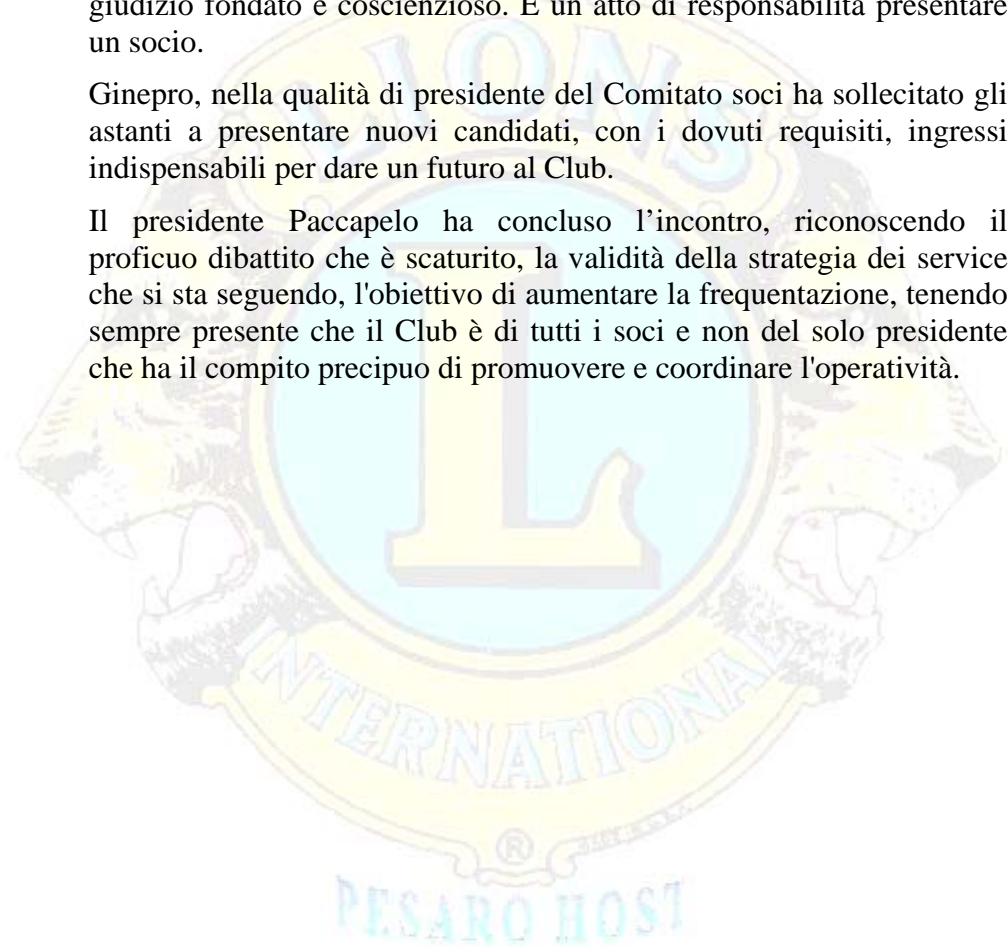 giudizio fondato e coscienzioso. È un atto di responsabilità presentare
un socio.
Ginepro, nella qualità di presidente del Comitato soci ha sollecitato gli
astanti a presentare nuovi candidati, con i dovuti requisiti, ingressi
indispensabili per dare un futuro al Club.
Il presidente Paccapelo ha concluso l’incontro, riconoscendo il
proficuo dibattito che è scaturito, la validità della strategia dei service
che si sta seguendo, l'obiettivo di aumentare la frequentazione, tenendo
sempre presente che il Club è di tutti i soci e non del solo presidente
che ha il compito precipuo di promuovere e coordinare l'operatività.
LIONS
L
INTERNATIONAL
®
PESARO HOST